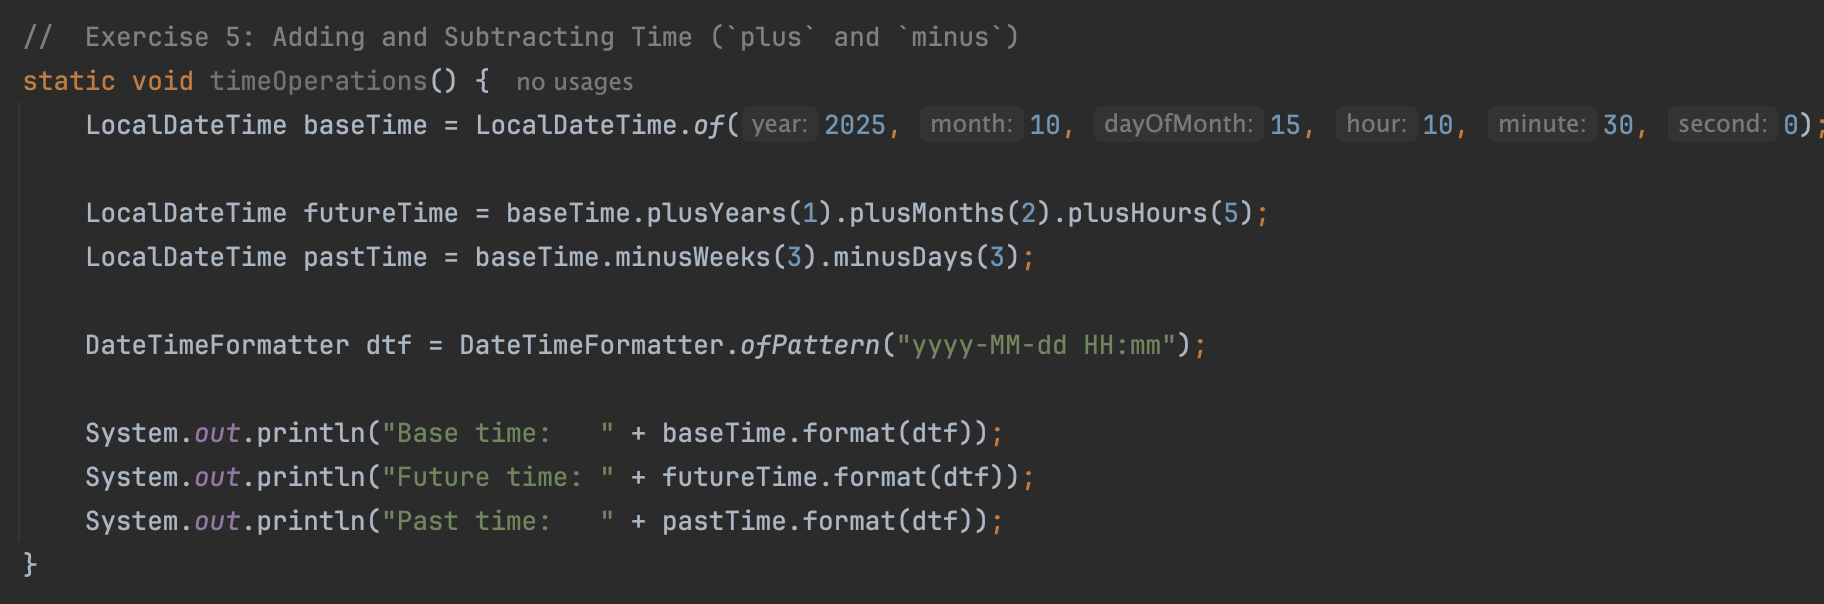 //  Exercise 5: Adding and Subtracting Time (`plus` and `minus`)
static void timeOperations() {  no usages
    LocalDateTime baseTime = LocalDateTime.of( year: 2025,  month: 10,  dayOfMonth: 15,  hour: 10,  minute: 30,  second: 0);
    LocalDateTime futureTime = baseTime.plusYears(1).plusMonths(2).plusHours(5);
    LocalDateTime pastTime = baseTime.minusWeeks(3).minusDays(3);
    DateTimeFormatter dtf = DateTimeFormatter.ofPattern("yyyy-MM-dd HH:mm");
    System.out.println("Base time:   " + baseTime.format(dtf));
    System.out.println("Future time: " + futureTime.format(dtf));
    System.out.println("Past time:   " + pastTime.format(dtf));
}